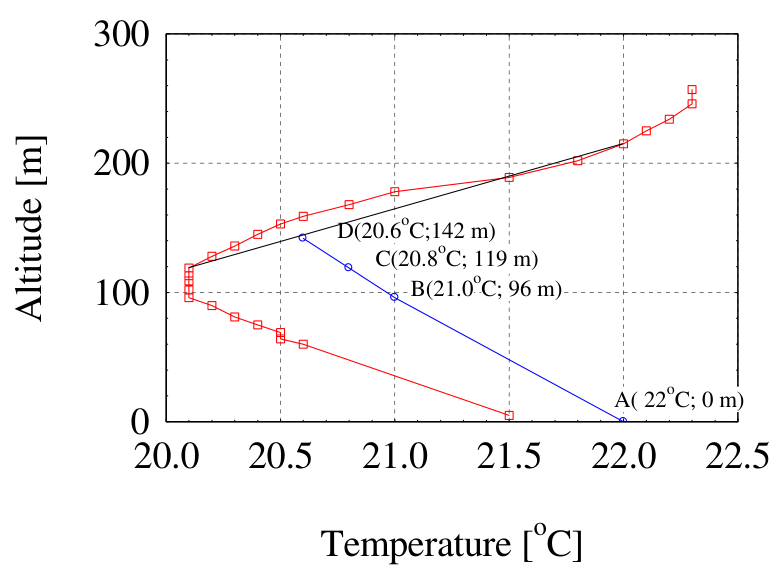 300
200
100
0
Altitude [m]
D(20.6°C;142 m)
C(20.8°C; 119 m)
B(21.0°C; 96 m)
A( 22°C; 0 m)
20.0 20.5 21.0 21.5 22.0 22.5
Temperature [°C]